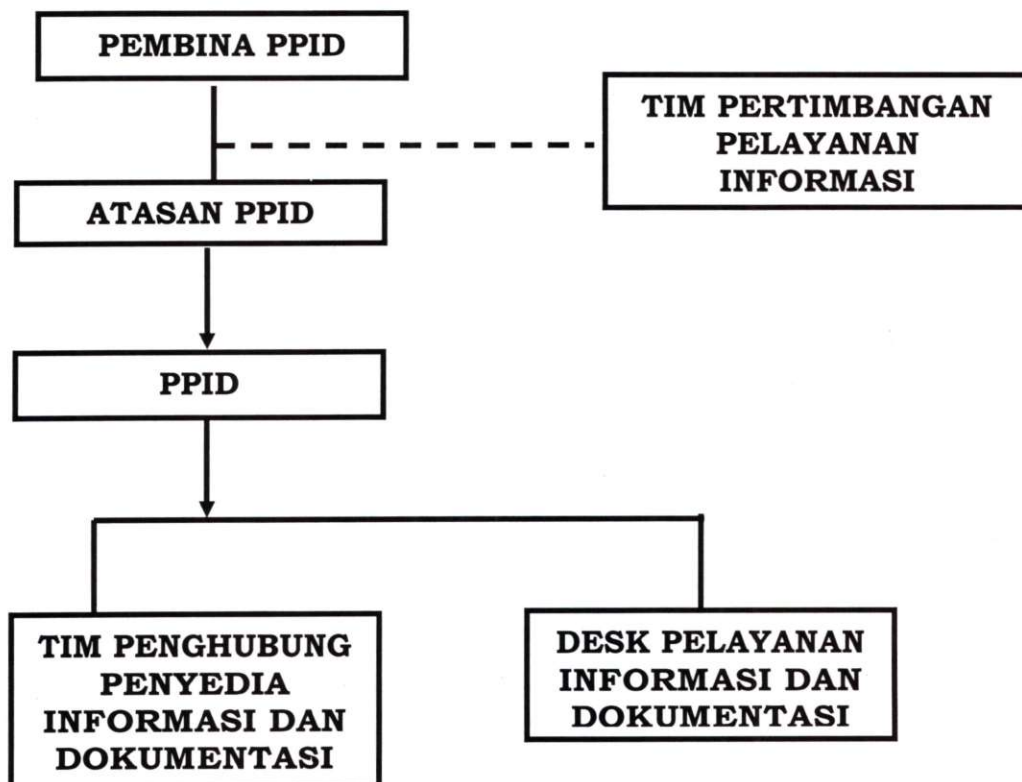 PEMBINA PPID
TIM PERTIMBANGAN
PELAYANAN
INFORMASI
ATASAN PPID
PPID
TIM PENGHUBUNG
PENYEDIA
INFORMASI DAN
DOKUMENTASI
DESK PELAYANAN
INFORMASI DAN
DOKUMENTASI